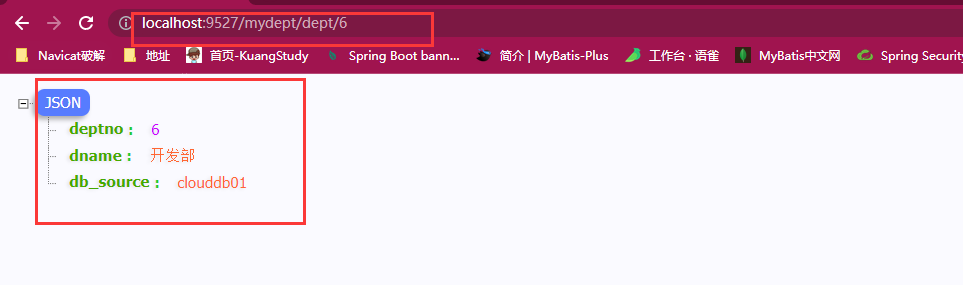 localhost:9527/mydept/dept/6
Navicat破解 地址 首页-KuangStudy Spring Boot bann... 简介 | MyBatis-Plus 工作台 · 语雀 MyBatis中文网 Spring Security
JSON
deptno : 6
dname : 开发部
db_source : clouddb01